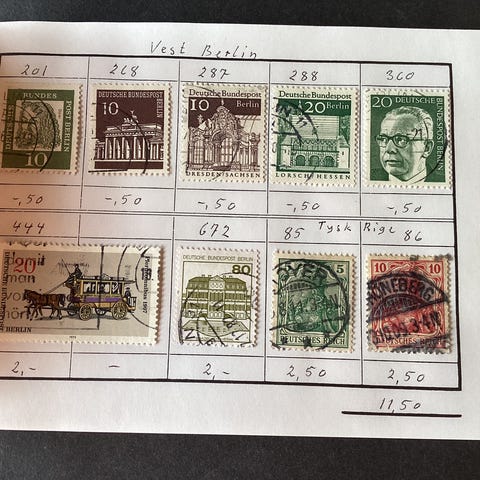 Vest Berlin
201 268 287 288 360
BUNDES POST BERLIN
10
10 DEUTSCHE BUNDESPOST BERLIN
Deutsche Bundespost
10 Berlin
DRESDEN/SACHSEN
Deutsche Bundespost
20 Berlin
LORSCH/HESSEN
20 DEUTSCHE BUNDESPOST BERLIN
-,50 -,50 -,50 -,50 -,50
444 672 85 Tysk Rige 86
20
BERLIN
DEUTSCHE BUNDESPOST BERLIN
80
5
DEUTSCHES REICH
10 10
DEUTSCHES REICH
2,- - 2,- 2,50 2,50
11,50